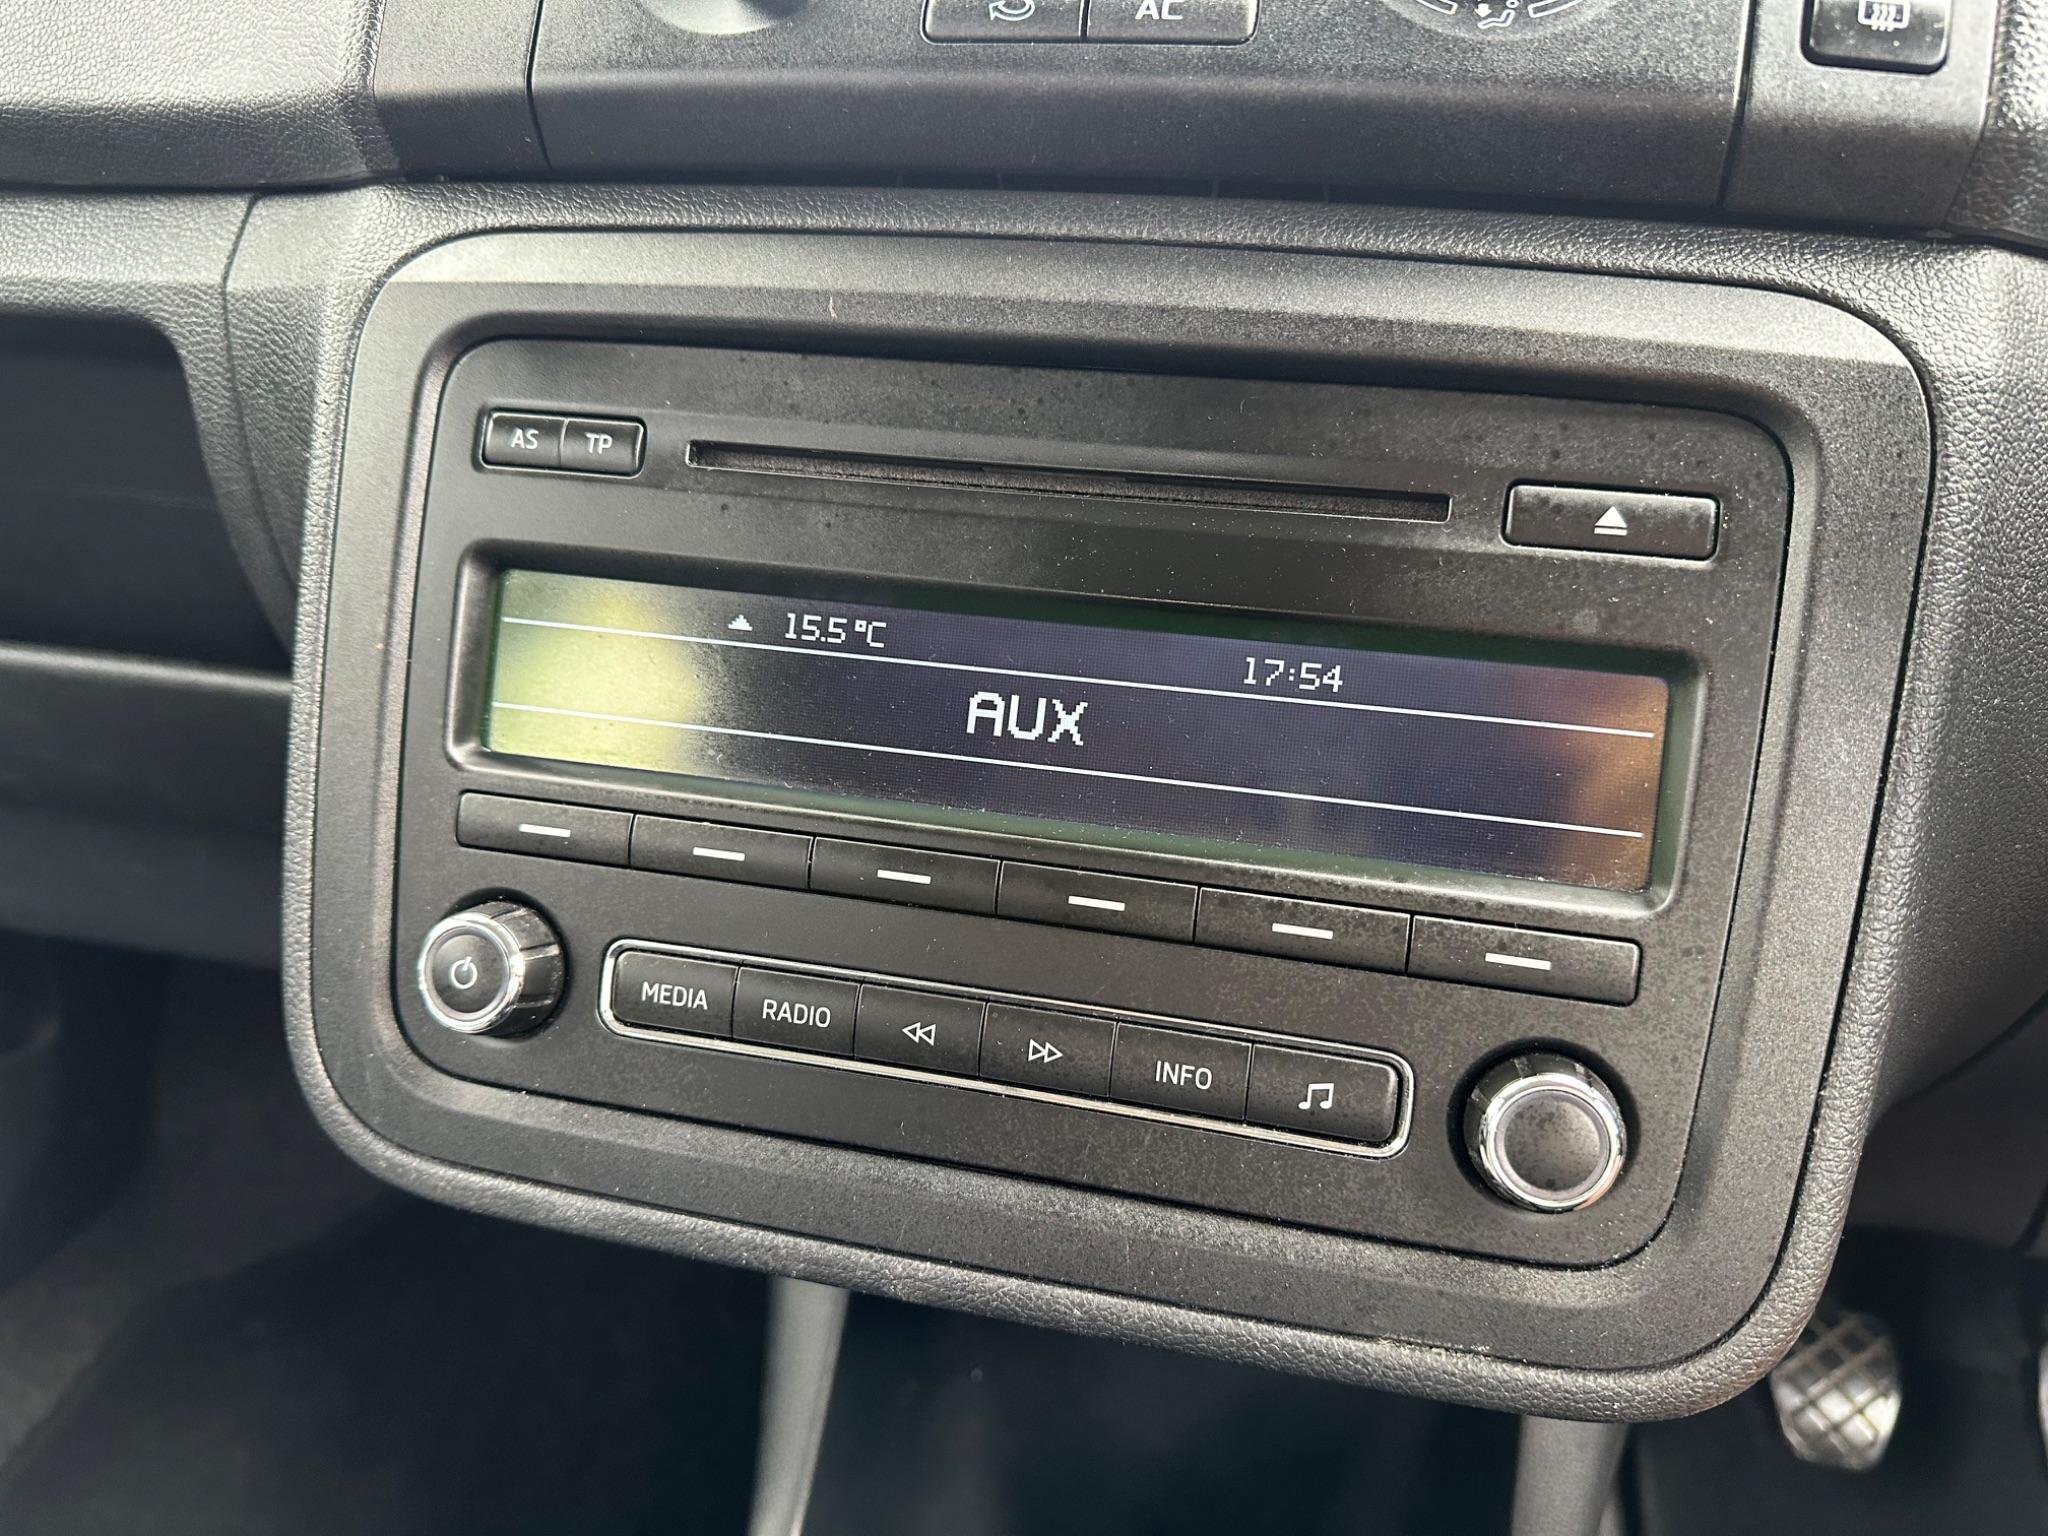 AC
AS TP
15.5 °C
17:54
AUX
MEDIA RADIO INFO